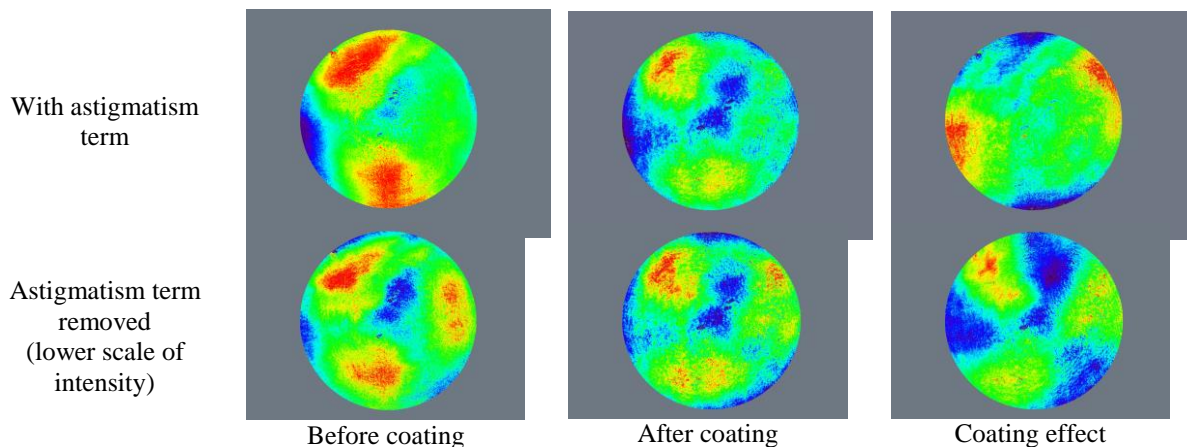 With astigmatism
term
Astigmatism term
removed
(lower scale of
intensity)
Before coating
After coating
Coating effect